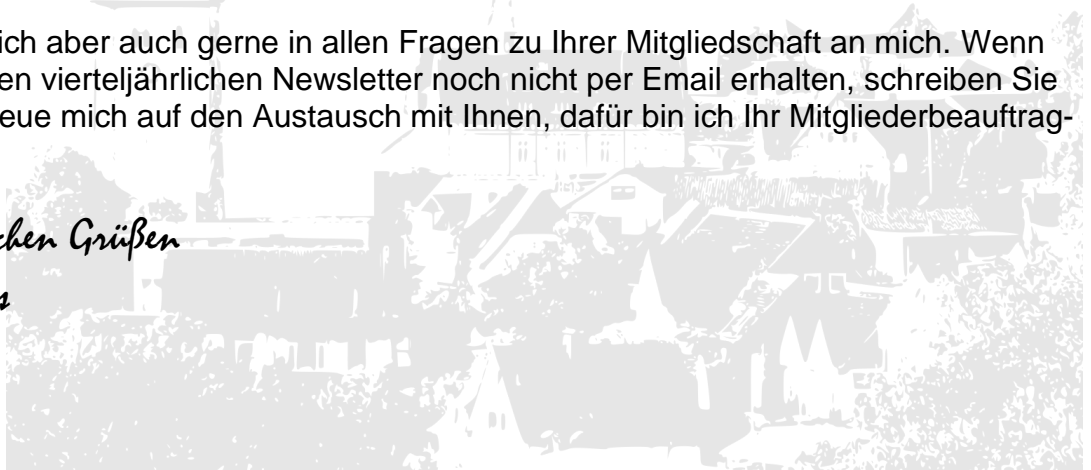 ich aber auch gerne in allen Fragen zu Ihrer Mitgliedschaft an mich. Wenn
en vierteljährlichen Newsletter noch nicht per Email erhalten, schreiben Sie
eue mich auf den Austausch mit Ihnen, dafür bin ich Ihr Mitgliederbeauftrag-
chen Grüßen
s